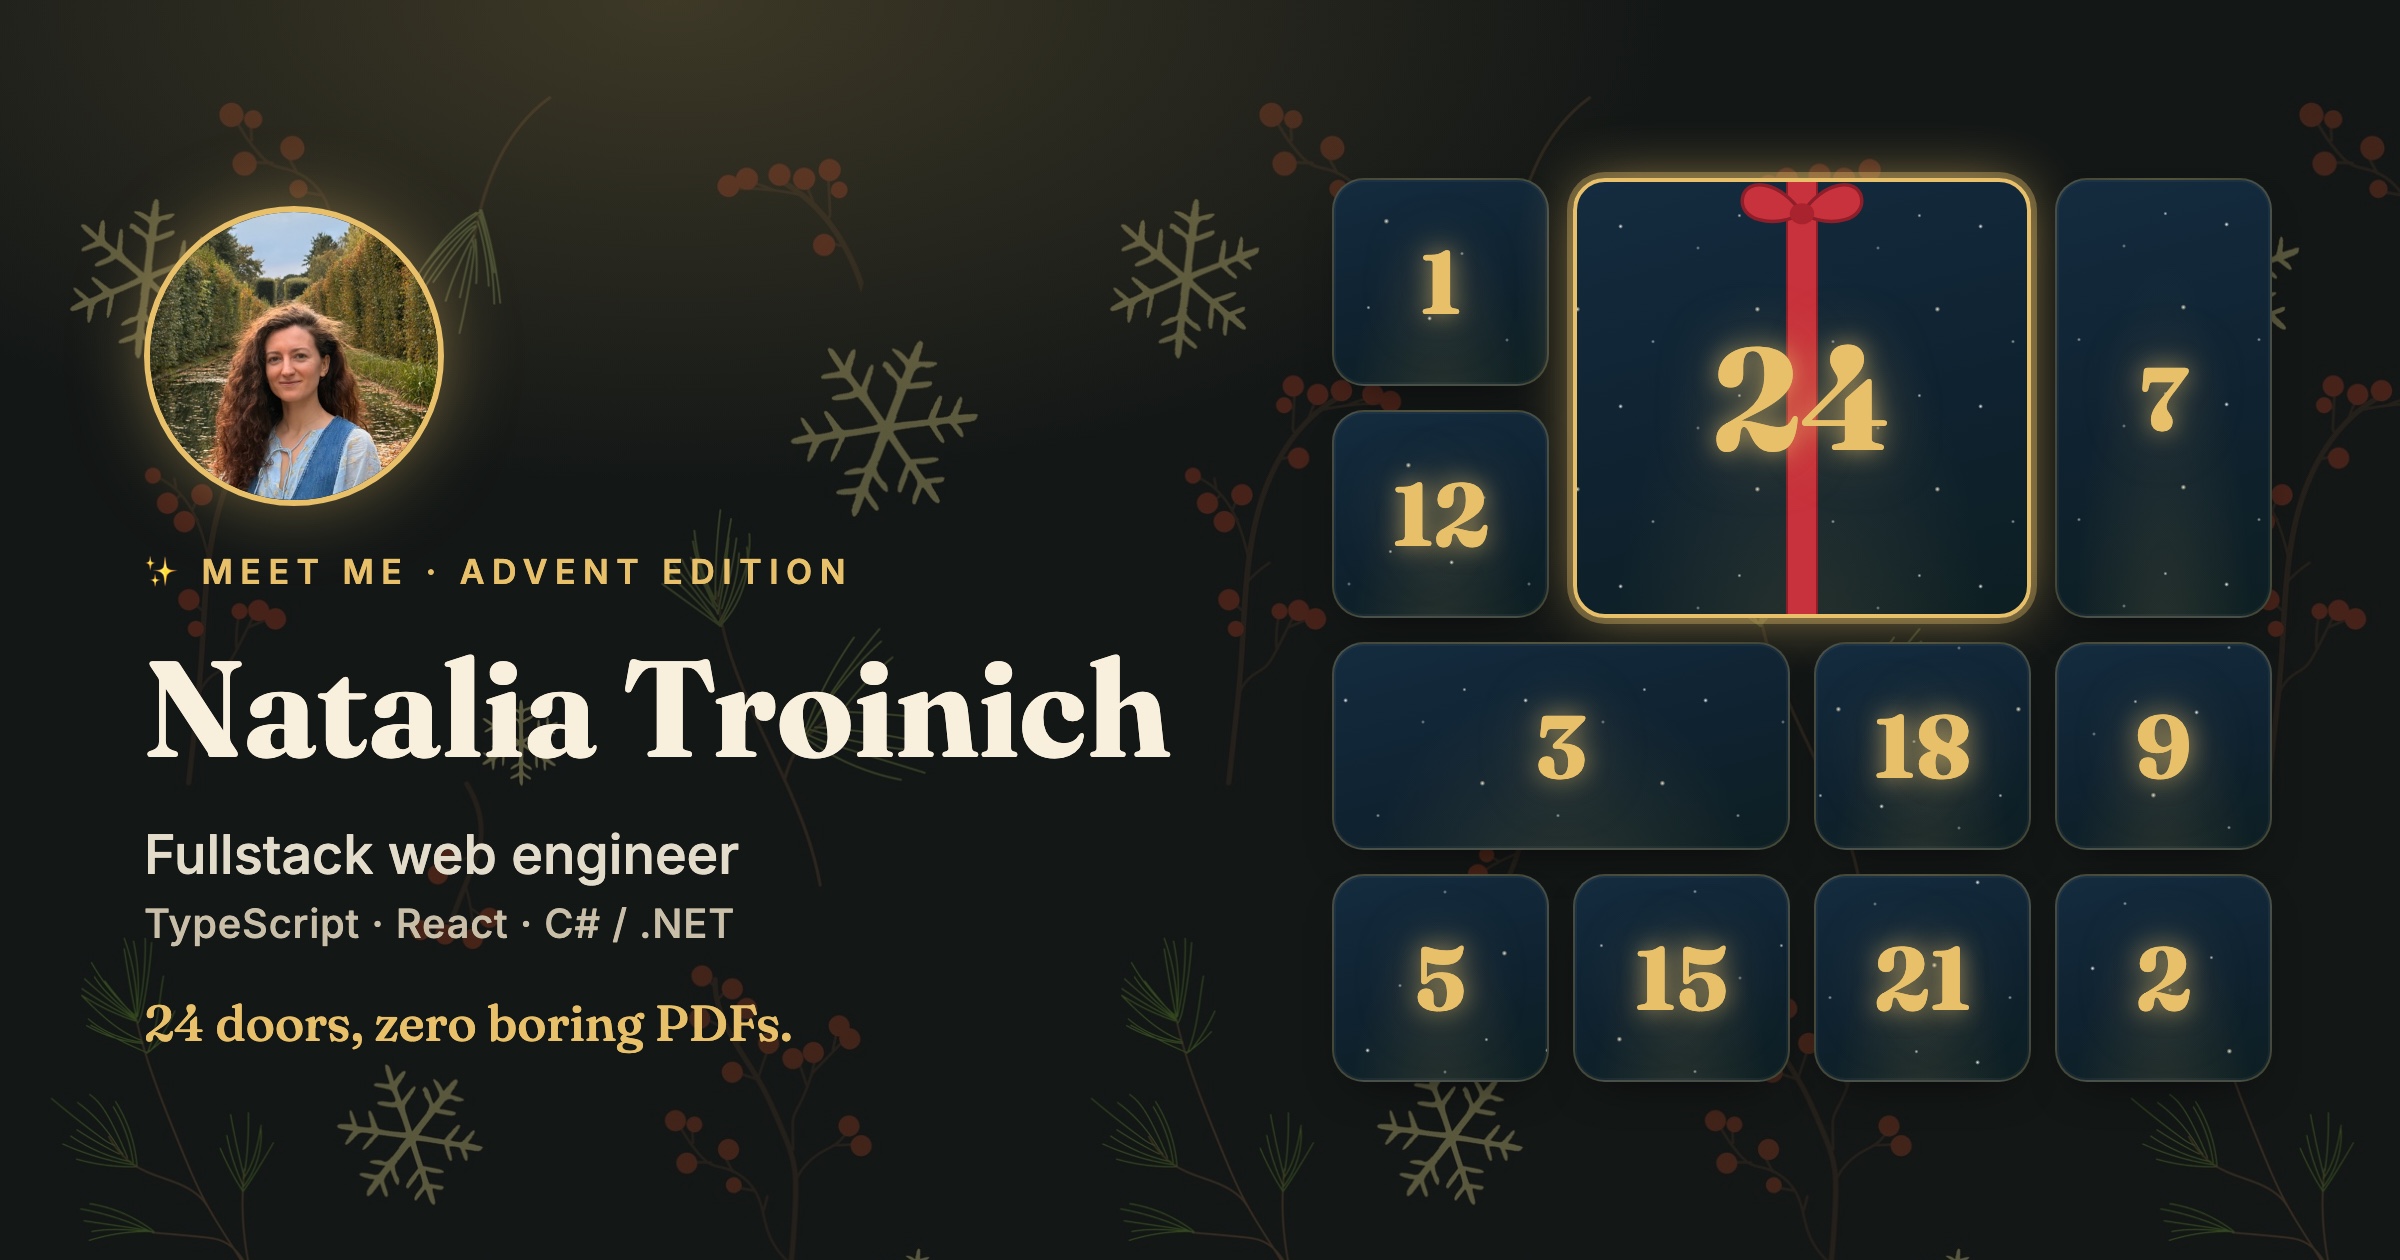 ✨ MEET ME · ADVENT EDITION
Natalia Troinich
Fullstack web engineer
TypeScript · React · C# / .NET
24 doors, zero boring PDFs.
1
24
7
12
3
18
9
5
15
21
2